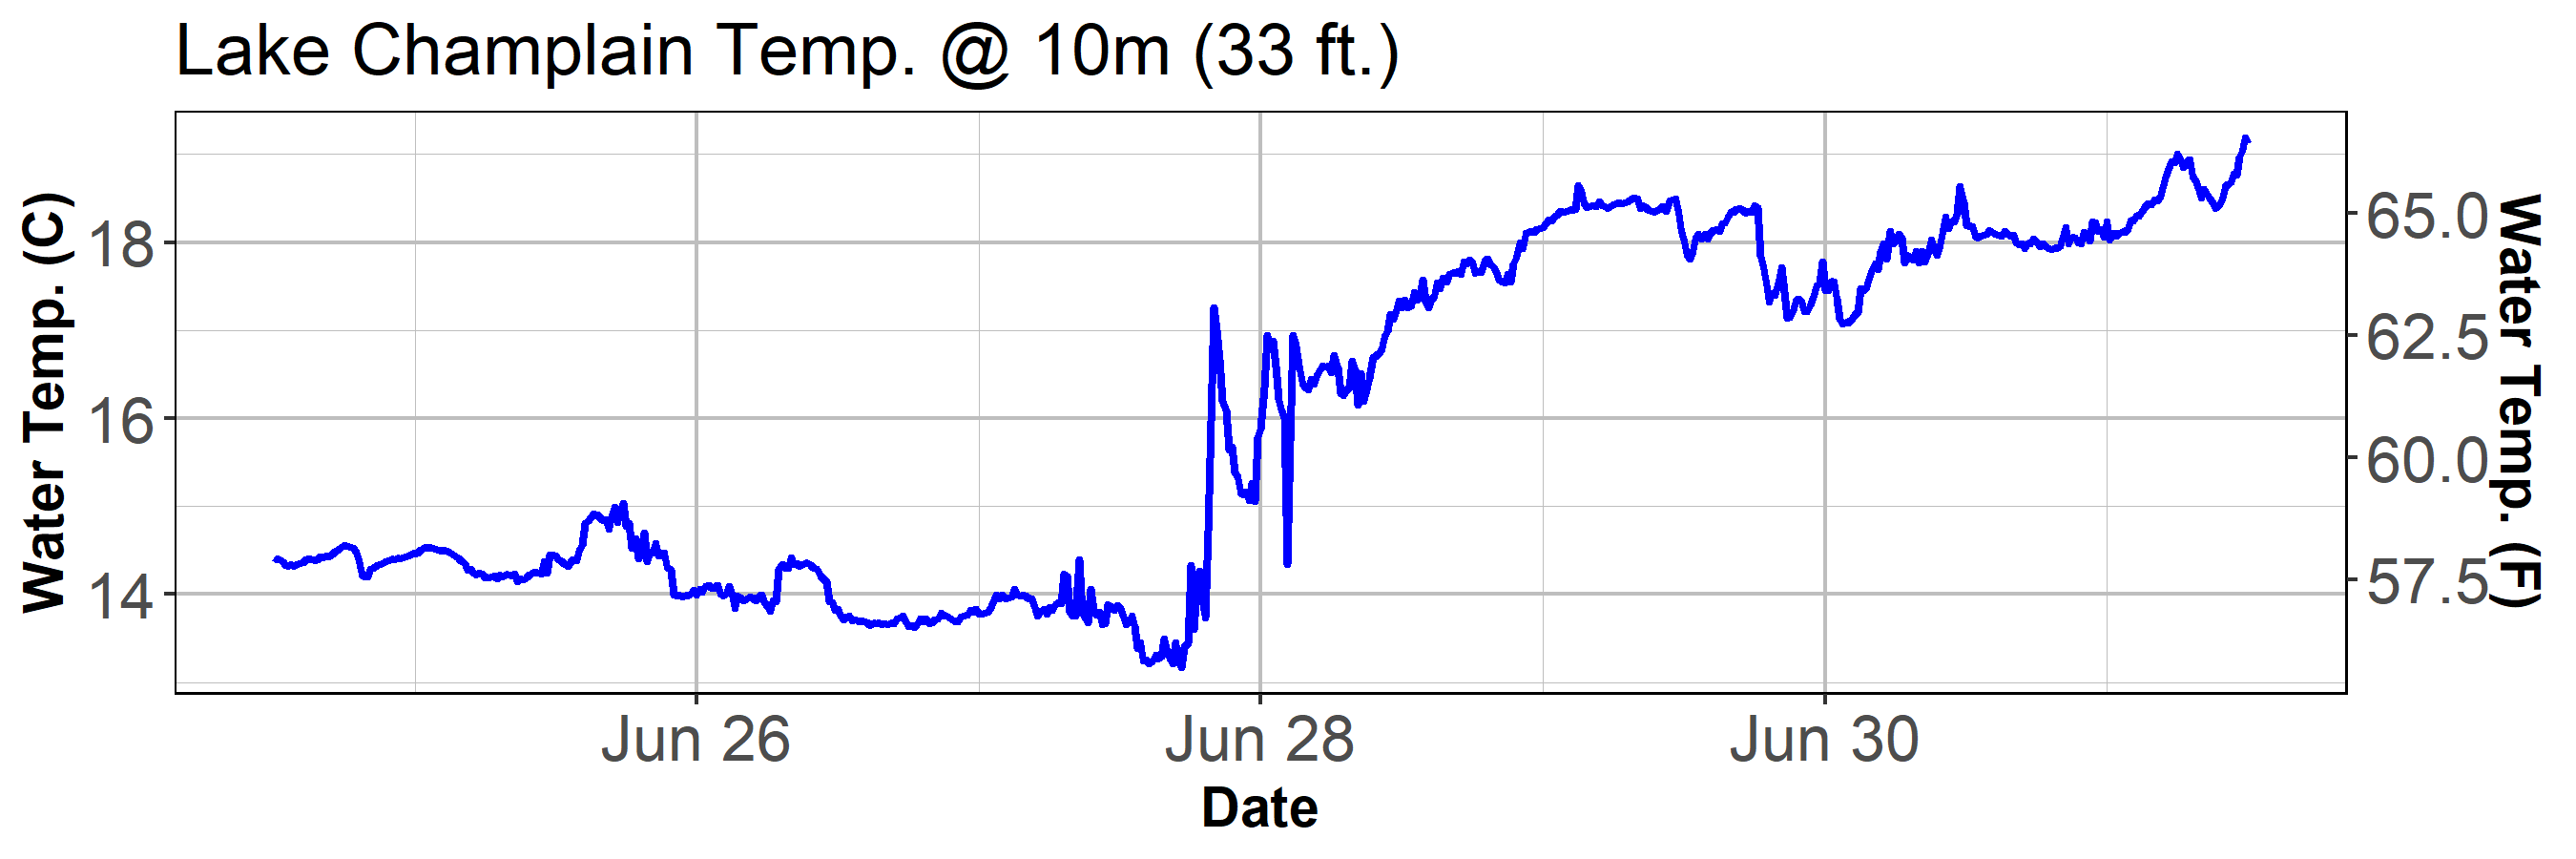 Lake Champlain Temp. @ 10m (33 ft.)
Water Temp. (C)
18
16
14
65.0
62.5
60.0
57.5
Water Temp. (F)
Jun 26
Jun 28
Jun 30
Date